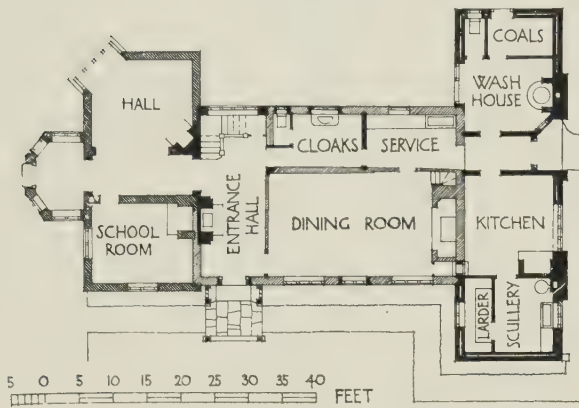 COALS
WASH
HOUSE
HALL
CLOAKS
SERVICE
ENTRANCE
HALL
DINING ROOM
KITCHEN
SCHOOL
ROOM
LARDER
SCULLERY
5 0 5 10 15 20 25 30 35 40 FEET